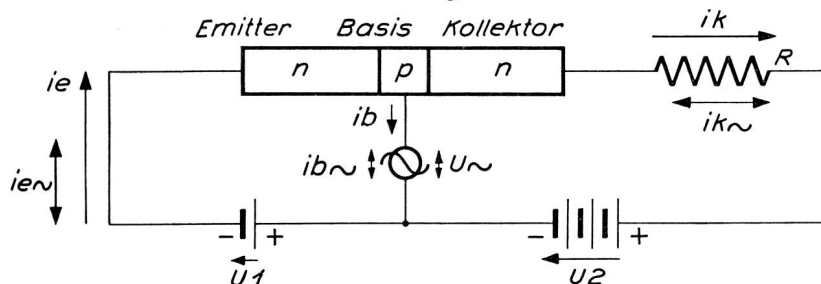 Emitter Basis Kollektor
n p n
ik
R
ie
ib
ik~
ie~
ib~ U~
- + - +
U1 U2